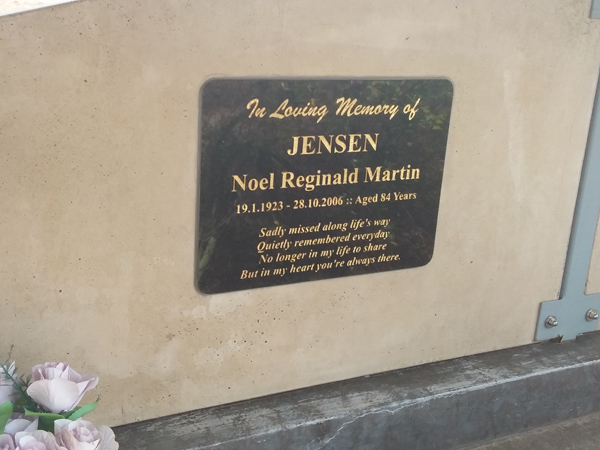 In Loving Memory of
JENSEN
Noel Reginald Martin
19.1.1923 - 28.10.2006 :: Aged 84 Years
Sadly missed along life's way
Quietly remembered everyday
No longer in my life to share
But in my heart you're always there.